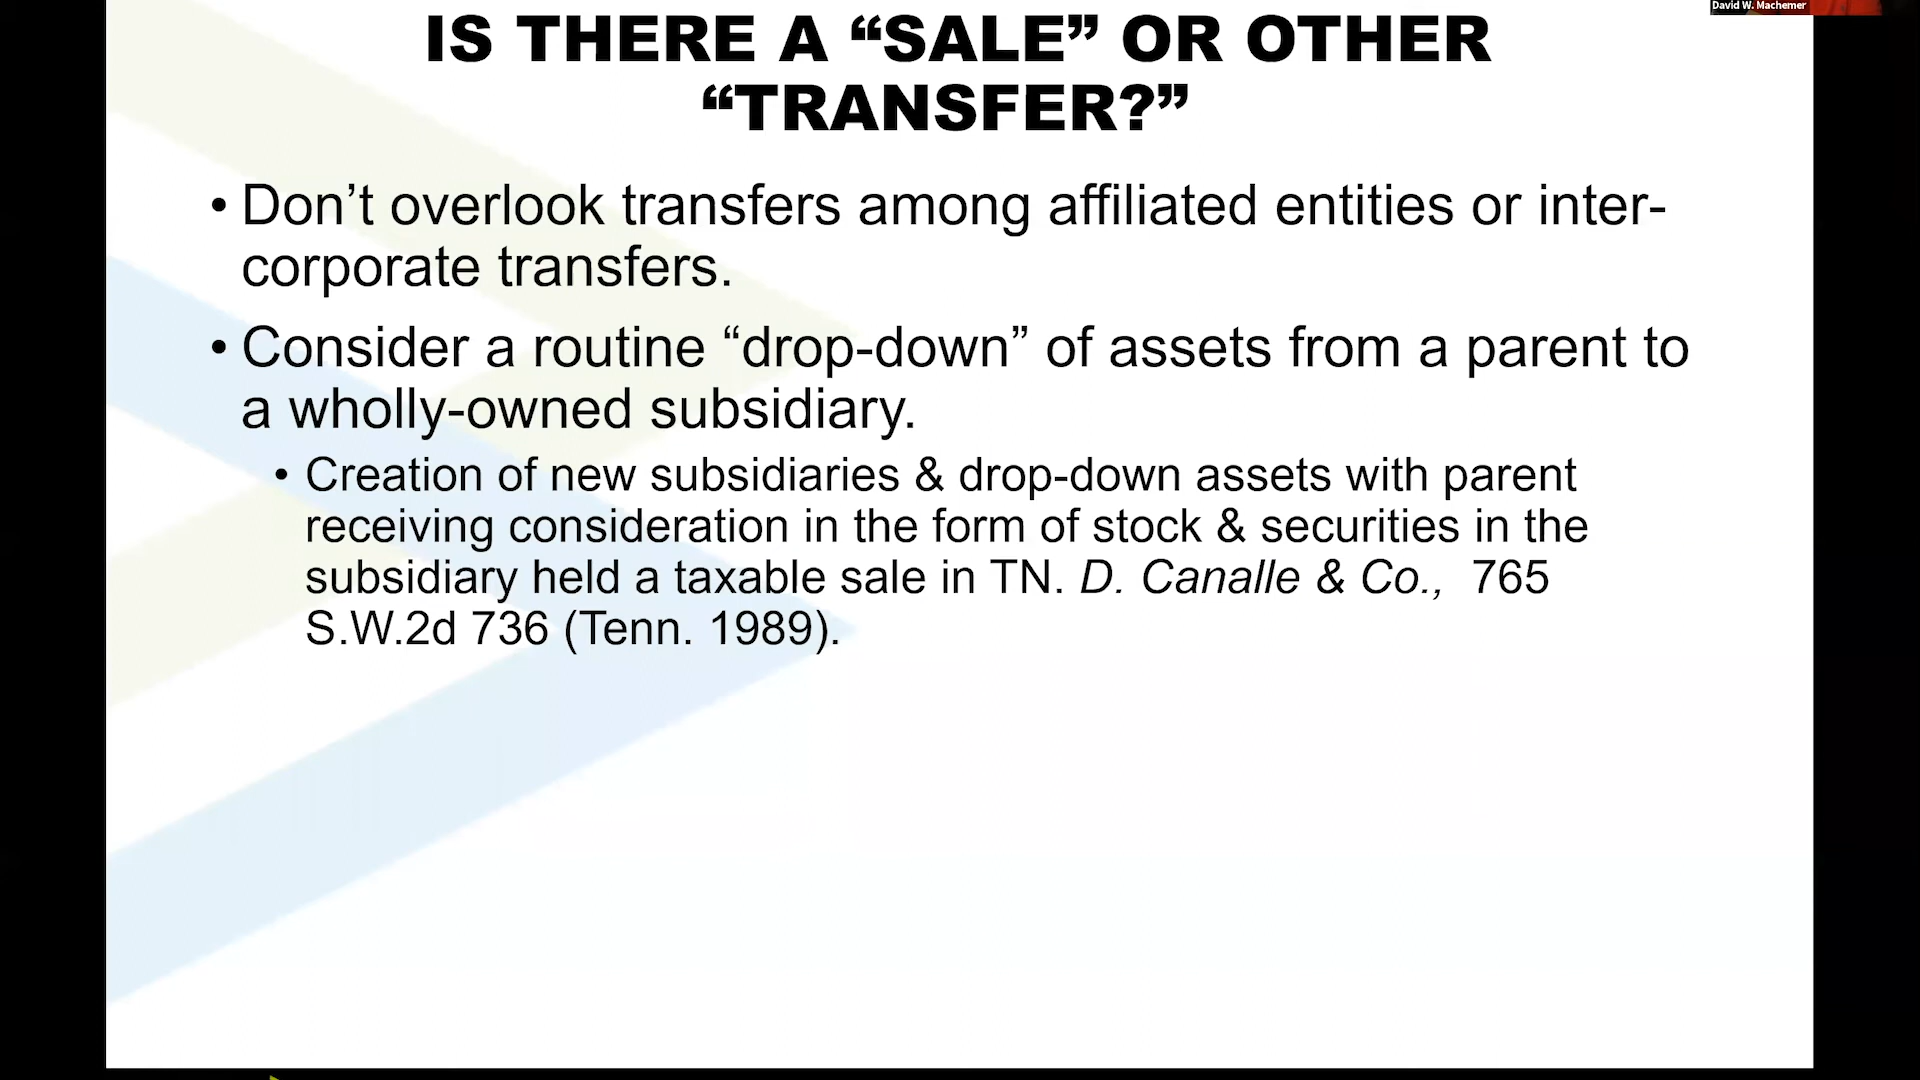 David W. Machemer
IS THERE A “SALE” OR OTHER
“TRANSFER?”
• Don’t overlook transfers among affiliated entities or inter-
corporate transfers.
• Consider a routine “drop-down” of assets from a parent to
a wholly-owned subsidiary.
• Creation of new subsidiaries & drop-down assets with parent
receiving consideration in the form of stock & securities in the
subsidiary held a taxable sale in TN. D. Canalle & Co., 765
S.W.2d 736 (Tenn. 1989).